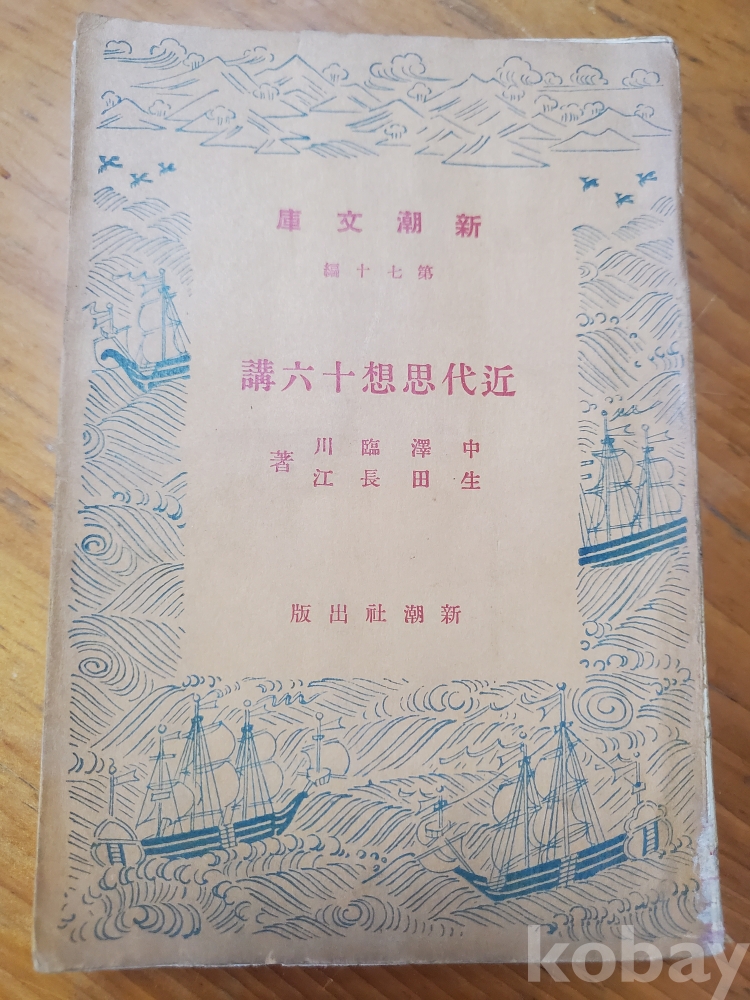 新潮文庫
第七十編
近代思想十六講
中澤臨川
生田長江
著
新潮社出版
kobay